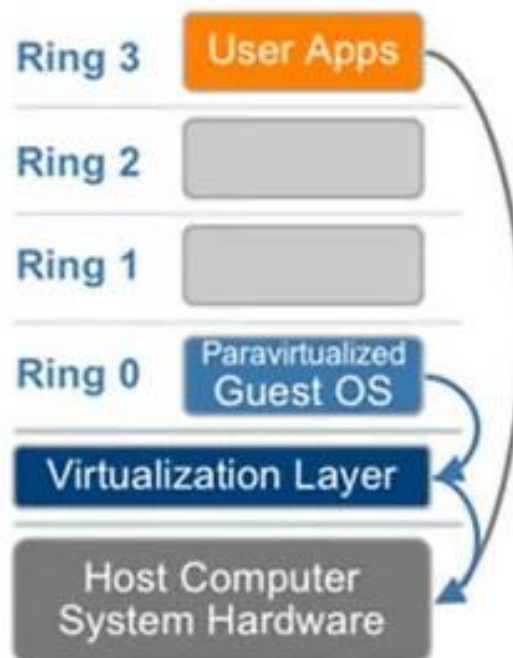 Ring 3
User Apps
Ring 2
Ring 1
Ring 0
Paravirtualized
Guest OS
Virtualization Layer
Host Computer
System Hardware